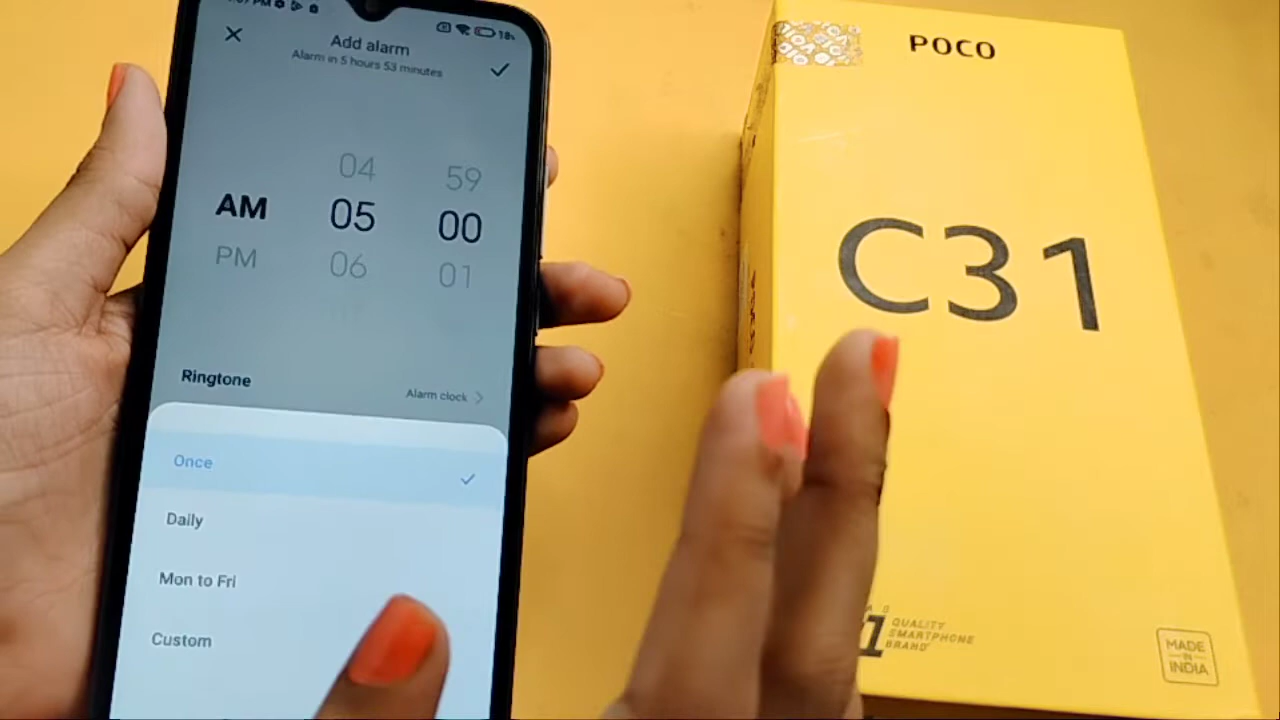 18%
Add alarm
Alarm in 5 hours 53 minutes
04 59
AM 05 00
PM 06 01
Ringtone
Alarm clock
Once
Daily
Mon to Fri
Custom
POCO
C31
QUALITY
SMARTPHONE
BRAND
MADE
IN
INDIA